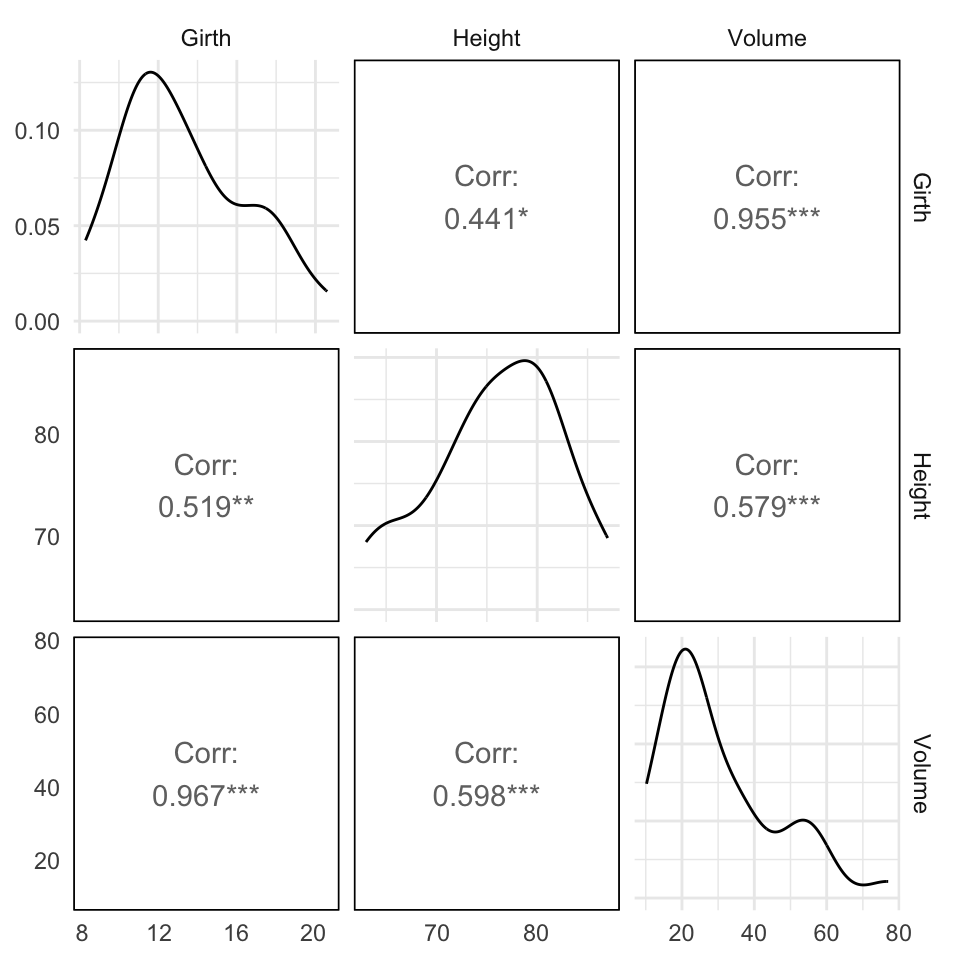 Girth
Height
Volume
0.10
0.05
0.00
Corr:
0.441*
Corr:
0.955***
Girth
80
70
Corr:
0.519**
Corr:
0.579***
Height
80
60
40
20
Corr:
0.967***
Corr:
0.598***
Volume
8 12 16 20
70 80
20 40 60 80